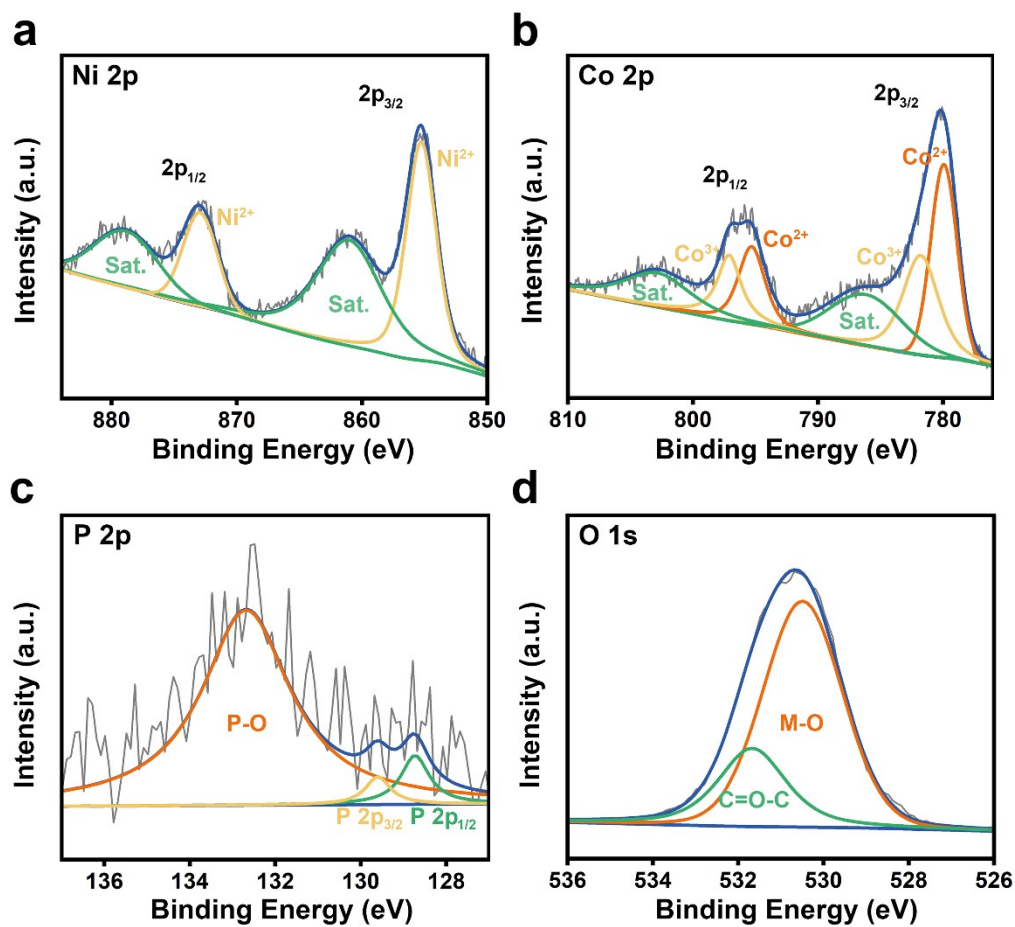 a
Ni 2p
2p3/2
Ni²⁺
2p1/2
Ni²⁺
Sat.
Sat.
Intensity (a.u.)
880 870 860 850
Binding Energy (eV)
b
Co 2p
2p3/2
Co²⁺
2p1/2
Co³⁺
Co²⁺
Co³⁺
Sat.
Sat.
Intensity (a.u.)
810 800 790 780
Binding Energy (eV)
c
P 2p
P-O
P 2p3/2
P 2p1/2
Intensity (a.u.)
136 134 132 130 128
Binding Energy (eV)
d
O 1s
M-O
C=O-C
Intensity (a.u.)
536 534 532 530 528 526
Binding Energy (eV)